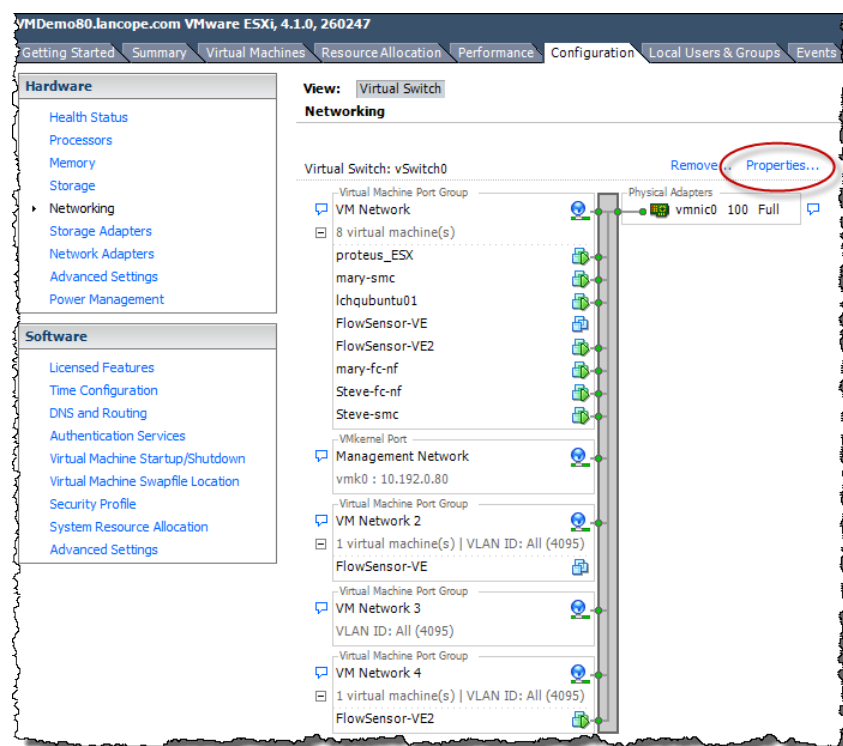 VMDemo80.lancope.com VMware ESXi, 4.1.0, 260247
Getting Started Summary Virtual Machines Resource Allocation Performance Configuration Local Users & Groups Events
Hardware
Health Status
Processors
Memory
Storage
Networking
Storage Adapters
Network Adapters
Advanced Settings
Power Management
Software
Licensed Features
Time Configuration
DNS and Routing
Authentication Services
Virtual Machine Startup/Shutdown
Virtual Machine Swapfile Location
Security Profile
System Resource Allocation
Advanced Settings
View: Virtual Switch
Networking
Virtual Switch: vSwitch0 Remove... Properties...
Virtual Machine Port Group
VM Network
8 virtual machine(s)
proteus_ESX
mary-smc
lchqubuntu01
FlowSensor-VE
FlowSensor-VE2
mary-fc-nf
Steve-fc-nf
Steve-smc
VMkernel Port
Management Network
vmk0 : 10.192.0.80
Virtual Machine Port Group
VM Network 2
1 virtual machine(s) | VLAN ID: All (4095)
FlowSensor-VE
Virtual Machine Port Group
VM Network 3
VLAN ID: All (4095)
Virtual Machine Port Group
VM Network 4
1 virtual machine(s) | VLAN ID: All (4095)
FlowSensor-VE2
Physical Adapters
vmnic0 100 Full